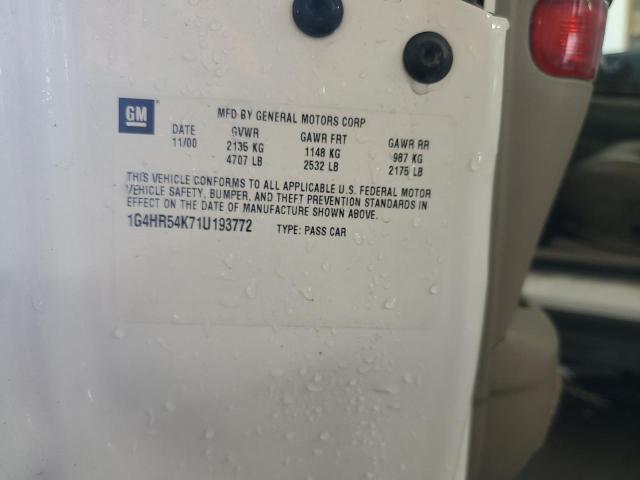 GM
MFD BY GENERAL MOTORS CORP
DATE GVWR GAWR FRT GAWR RR
11/00 2135 KG 1148 KG 987 KG
4707 LB 2532 LB 2175 LB
THIS VEHICLE CONFORMS TO ALL APPLICABLE U.S. FEDERAL MOTOR
VEHICLE SAFETY, BUMPER, AND THEFT PREVENTION STANDARDS IN
EFFECT ON THE DATE OF MANUFACTURE SHOWN ABOVE.
1G4HR54K71U193772 TYPE: PASS CAR